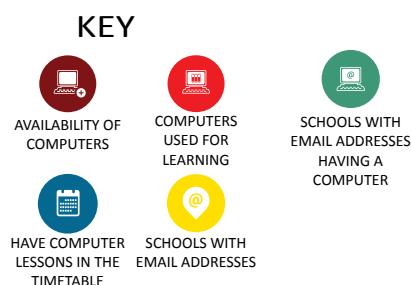 KEY
AVAILABILITY OF
COMPUTERS
COMPUTERS
USED FOR
LEARNING
@
SCHOOLS WITH
EMAIL ADDRESSES
HAVING A
COMPUTER
HAVE COMPUTER
LESSONS IN THE
TIMETABLE
@
SCHOOLS WITH
EMAIL ADDRESSES